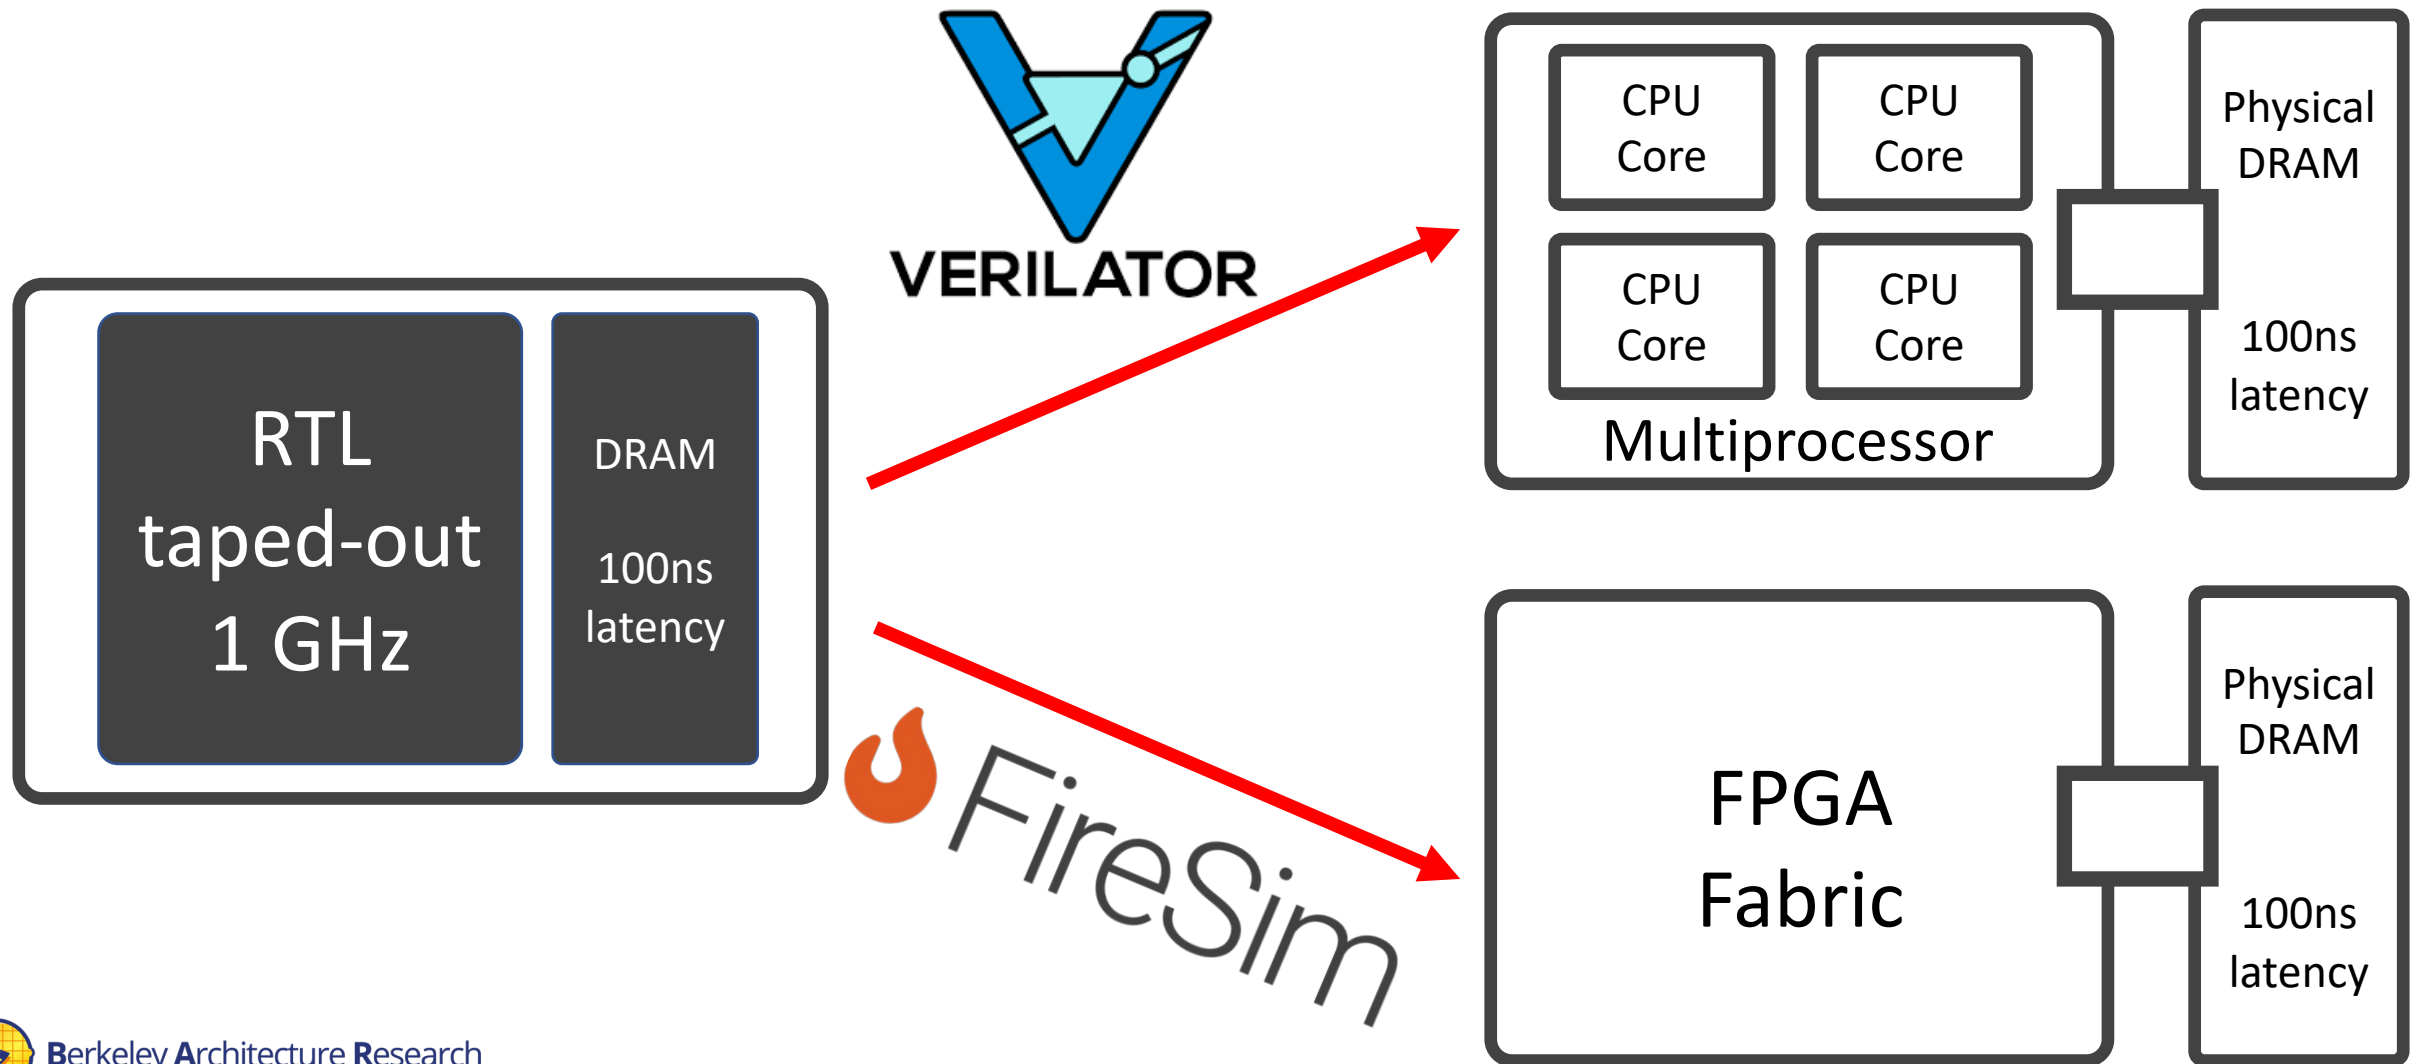 VERILATOR
RTL
taped-out
1 GHz
DRAM
100ns
latency
FireSim
CPU
Core
CPU
Core
CPU
Core
CPU
Core
Multiprocessor
Physical
DRAM
100ns
latency
FPGA
Fabric
Physical
DRAM
100ns
latency
Berkeley Architecture Research